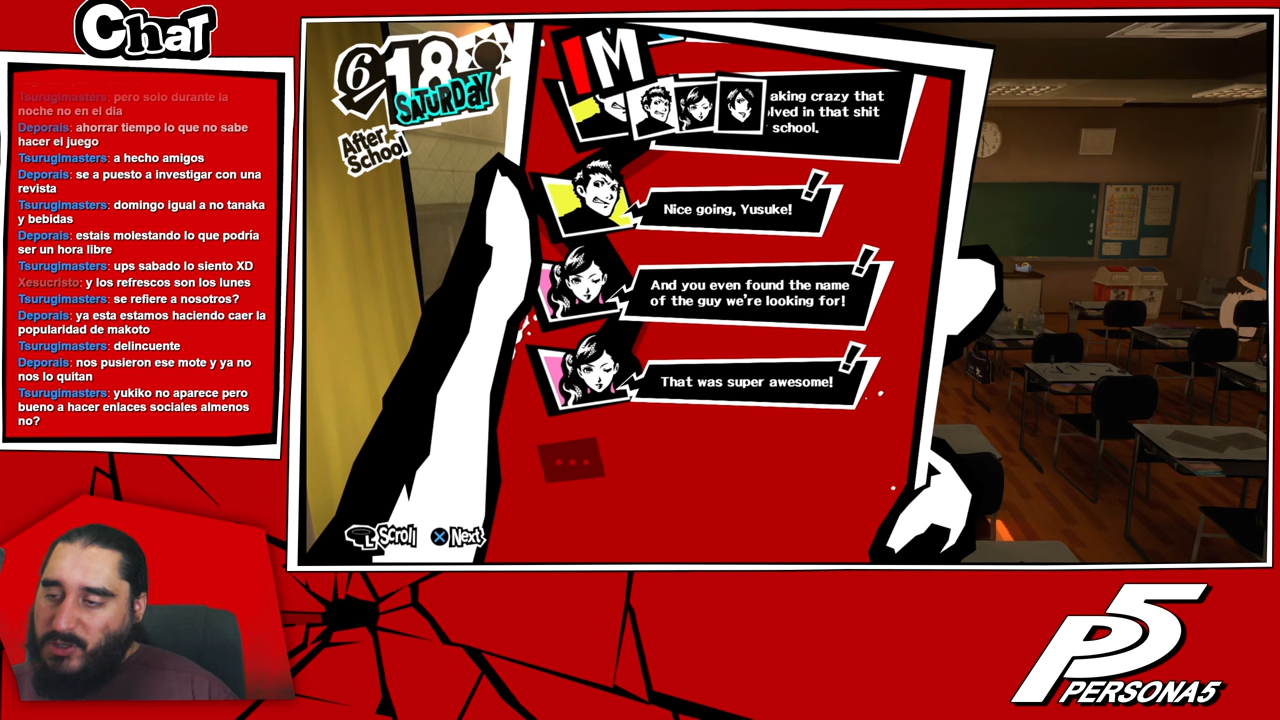 Chat
Tsurugimasters: pero solo durante la
noche no en el dia
Deporais: ahorrar tiempo lo que no sabe
hacer el juego
Tsurugimasters: a hecho amigos
Deporais: se a puesto a investigar con una
revista
Tsurugimasters: domingo igual a no tanaka
y bebidas
Deporais: estais molestando lo que podría
ser un hora libre
Tsurugimasters: ups sabado lo siento XD
Xesucristo: y los refrescos son los lunes
Tsurugimasters: se refiere a nosotros?
Deporais: ya esta estamos haciendo caer la
popularidad de makoto
Tsurugimasters: delincuente
Deporais: nos pusieron ese mote y ya no
nos lo quitan
Tsurugimasters: yukiko no aparece pero
bueno a hacer enlaces sociales almenos
no?
6 18
SATURDAY
After
School
IM
aking crazy that
olved in that shit
school.
Nice going, Yusuke!
And you even found the name
of the guy we're looking for!
That was super awesome!
...
L Scroll Next
P5
PERSONA5